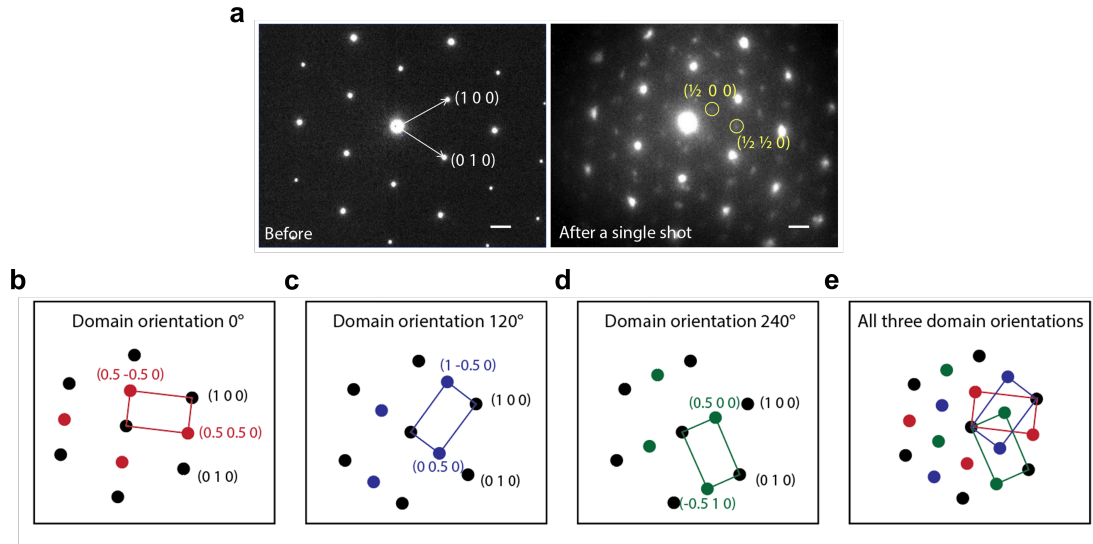 a
(1 0 0)
(0 1 0)
Before
(½ 0 0)
(½ ½ 0)
After a single shot
b
Domain orientation 0°
(0.5 -0.5 0)
(1 0 0)
(0.5 0.5 0)
(0 1 0)
c
Domain orientation 120°
(1 -0.5 0)
(1 0 0)
(0 0.5 0)
(0 1 0)
d
Domain orientation 240°
(0.5 0 0)
(1 0 0)
(0 1 0)
(-0.5 1 0)
e
All three domain orientations